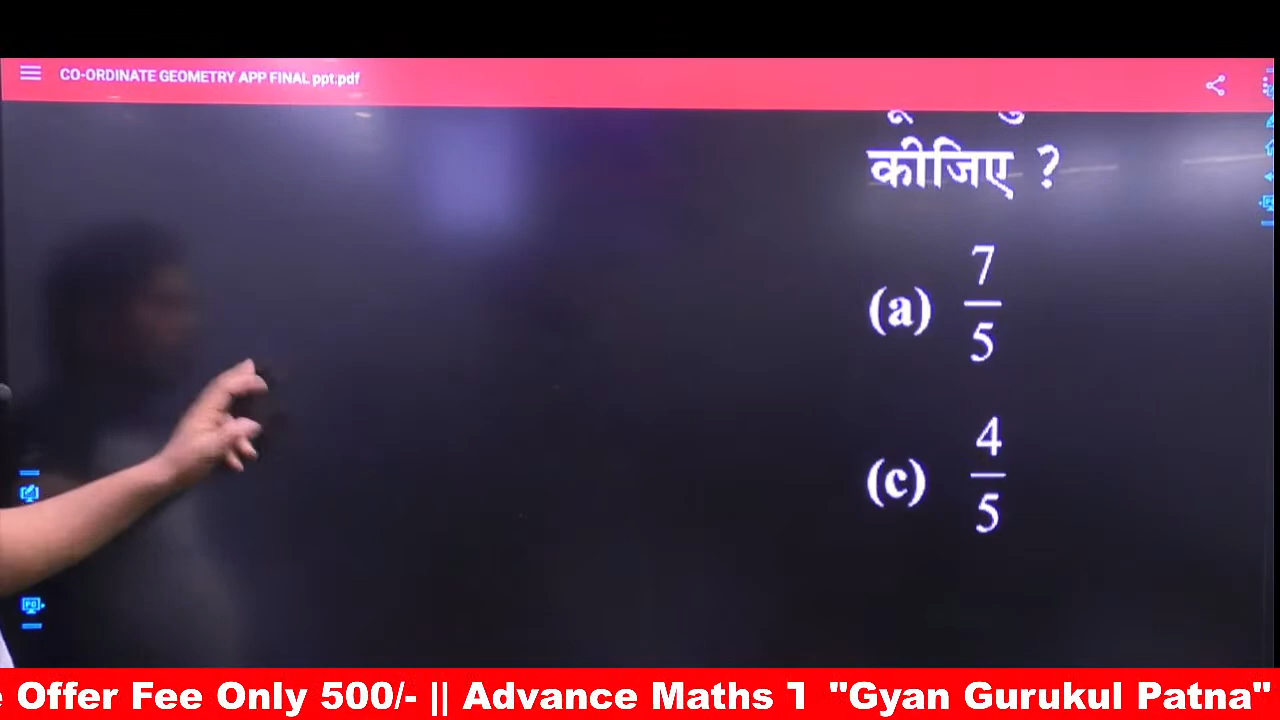 CO-ORDINATE GEOMETRY APP FINAL ppt.pdf
कीजिए ?
(a) 7/5
(c) 4/5
Offer Fee Only 500/- || Advance Maths "Gyan Gurukul Patna"